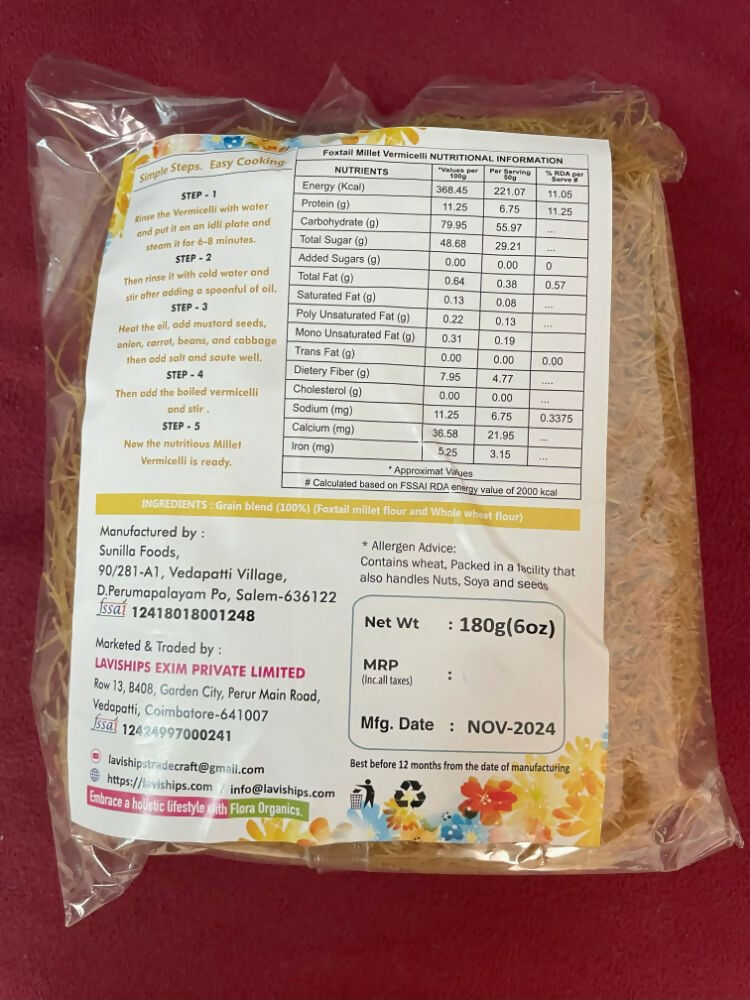 Simple Steps. Easy Cooking.
STEP - 1
Rinse the Vermicelli with water
and put it on an idli plate and
steam it for 6-8 minutes.
STEP - 2
Then rinse it with cold water and
stir after adding a spoonful of oil.
STEP - 3
Heat the oil, add mustard seeds,
onion, carrot, beans, and cabbage
then add salt and saute well.
STEP - 4
Then add the boiled vermicelli
and stir .
STEP - 5
Now the nutritious Millet
Vermicelli is ready.
Foxtail Millet Vermicelli NUTRITIONAL INFORMATION
NUTRIENTS *Values per 100g Per Serving 50g % RDA per Serve #
Energy (Kcal) 368.45 221.07 11.05
Protein (g) 11.25 6.75 11.25
Carbohydrate (g) 79.95 55.97 ...
Total Sugar (g) 48.68 29.21 ...
Added Sugars (g) 0.00 0.00 0
Total Fat (g) 0.64 0.38 0.57
Saturated Fat (g) 0.13 0.08 ...
Poly Unsaturated Fat (g) 0.22 0.13 ...
Mono Unsaturated Fat (g) 0.31 0.19
Trans Fat (g) 0.00 0.00 0.00
Dietery Fiber (g) 7.95 4.77 ....
Cholesterol (g) 0.00 0.00 ...
Sodium (mg) 11.25 6.75 0.3375
Calcium (mg) 36.58 21.95 ...
Iron (mg) 5.25 3.15 ...
* Approximat Values
# Calculated based on FSSAI RDA energy value of 2000 kcal
INGREDIENTS : Grain blend (100%) (Foxtail millet flour and Whole wheat flour)
Manufactured by :
Sunilla Foods,
90/281-A1, Vedapatti Village,
D.Perumapalayam Po, Salem-636122
fssai 12418018001248
Marketed & Traded by :
LAVISHIPS EXIM PRIVATE LIMITED
Row 13, B408, Garden City, Perur Main Road,
Vedapatti, Coimbatore-641007
fssai 12424997000241
lavishipstradecraft@gmail.com
https://laviships.com / info@laviships.com
Embrace a holistic lifestyle with Flora Organics.
* Allergen Advice:
Contains wheat, Packed in a facility that
also handles Nuts, Soya and seeds
Net Wt : 180g(6oz)
MRP :
(Inc.all taxes)
Mfg. Date : NOV-2024
Best before 12 months from the date of manufacturing